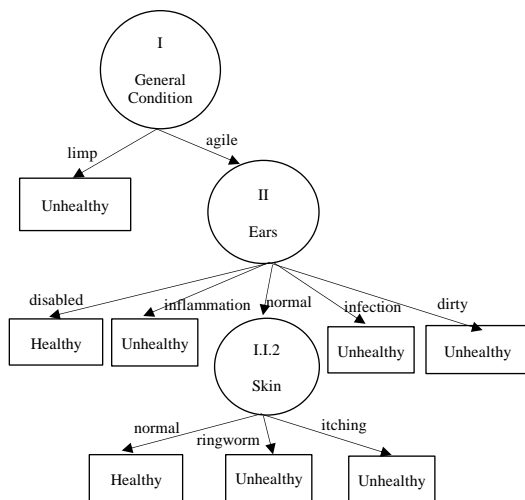 I
General
Condition
limp
agile
Unhealthy
II
Ears
disabled
inflammation
normal
infection
dirty
Healthy
Unhealthy
I.I.2
Skin
Unhealthy
Unhealthy
normal
ringworm
itching
Healthy
Unhealthy
Unhealthy